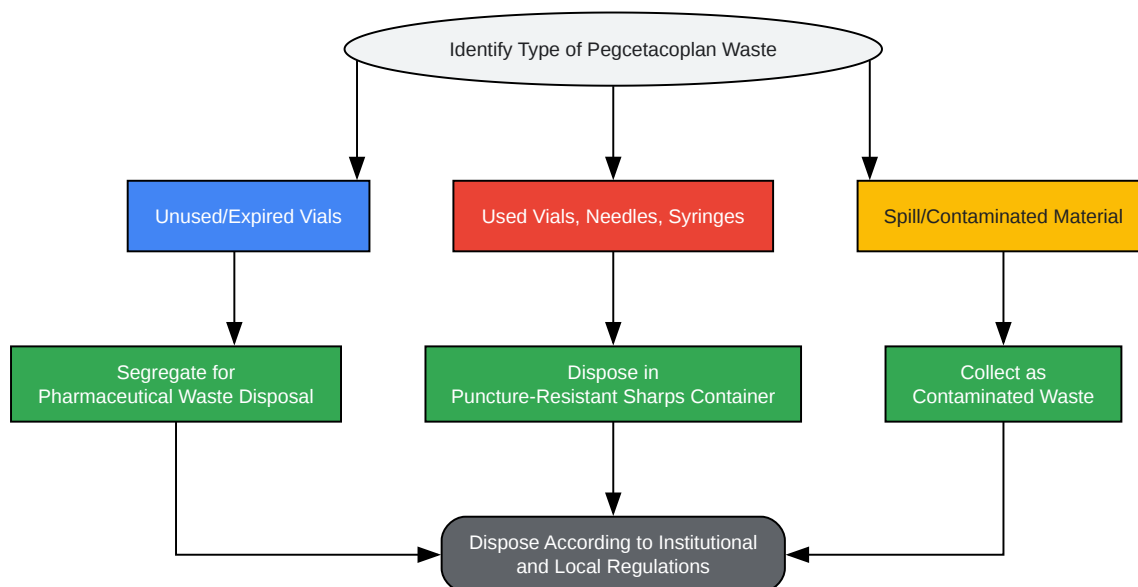 Identify Type of Pegcetacoplan Waste
Unused/Expired Vials
Used Vials, Needles, Syringes
Spill/Contaminated Material
Segregate for
Pharmaceutical Waste Disposal
Dispose in
Puncture-Resistant Sharps Container
Collect as
Contaminated Waste
Dispose According to Institutional
and Local Regulations